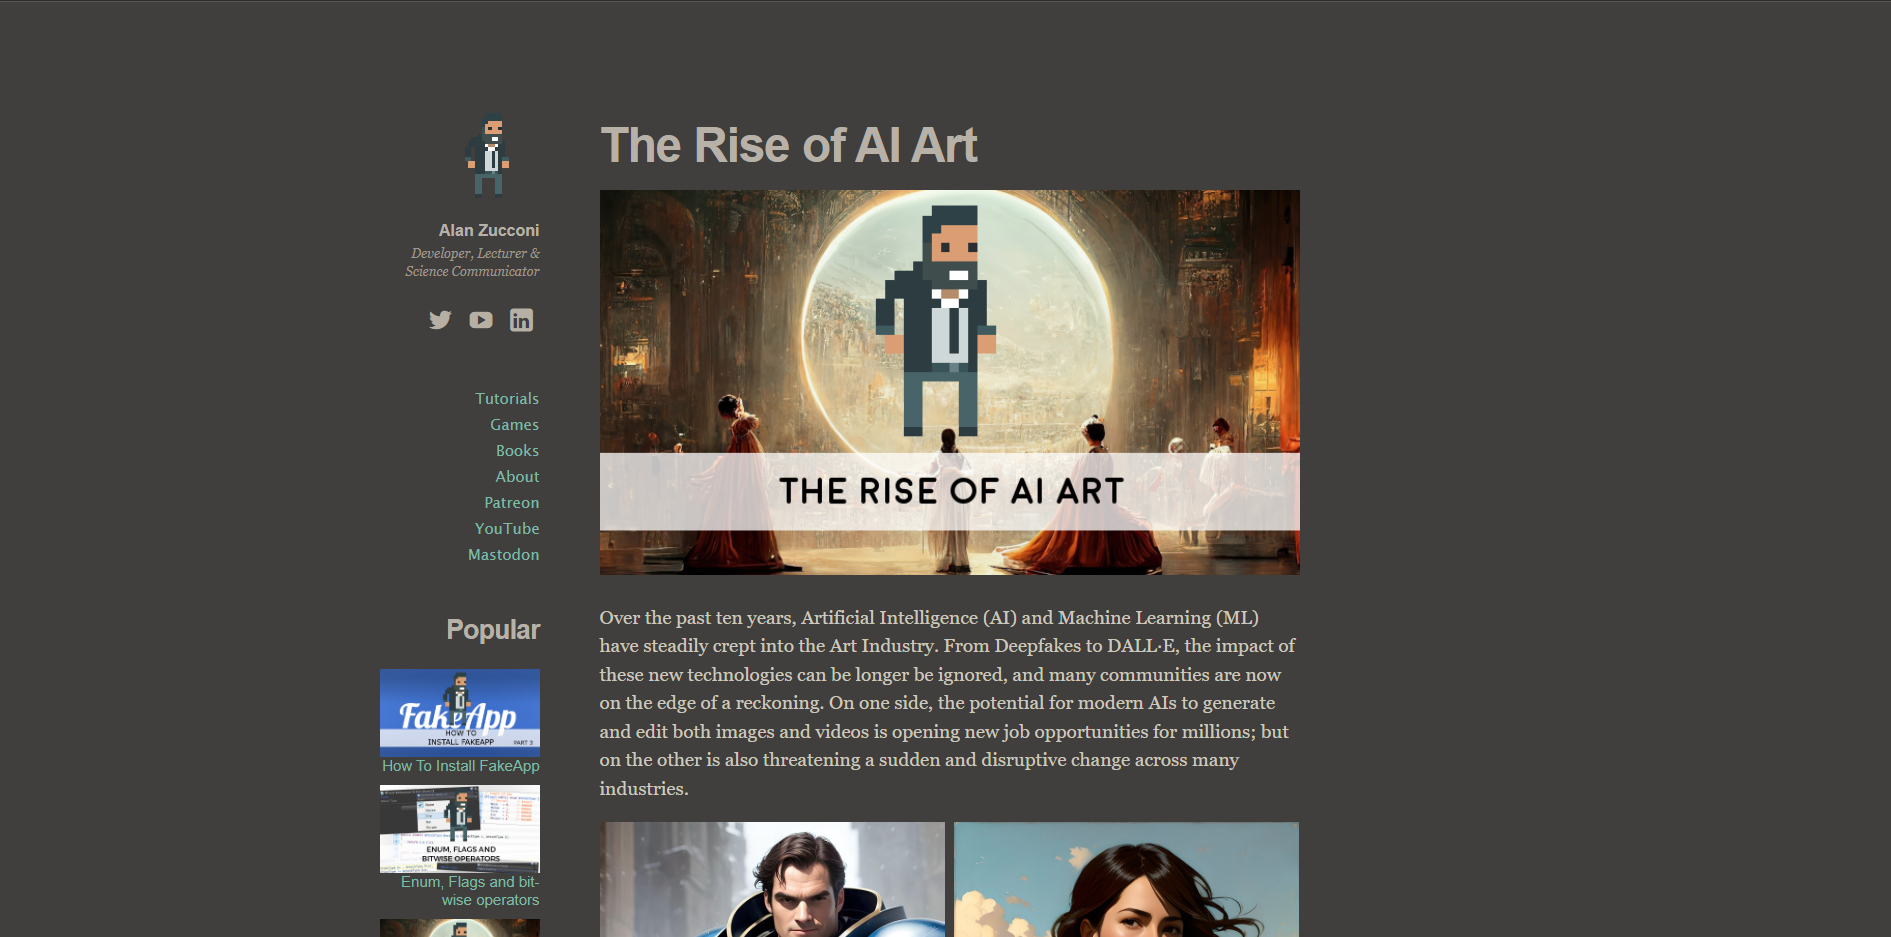 Alan Zucconi
Developer, Lecturer &
Science Communicator
Tutorials
Games
Books
About
Patreon
YouTube
Mastodon
Popular
FakeApp
HOW TO
INSTALL FAKEAPP
PART 3
How To Install FakeApp
ENUM, FLAGS AND
BITWISE OPERATORS
Enum, Flags and bit-
wise operators
The Rise of AI Art
THE RISE OF AI ART
Over the past ten years, Artificial Intelligence (AI) and Machine Learning (ML)
have steadily crept into the Art Industry. From Deepfakes to DALL·E, the impact of
these new technologies can be longer be ignored, and many communities are now
on the edge of a reckoning. On one side, the potential for modern AIs to generate
and edit both images and videos is opening new job opportunities for millions; but
on the other is also threatening a sudden and disruptive change across many
industries.